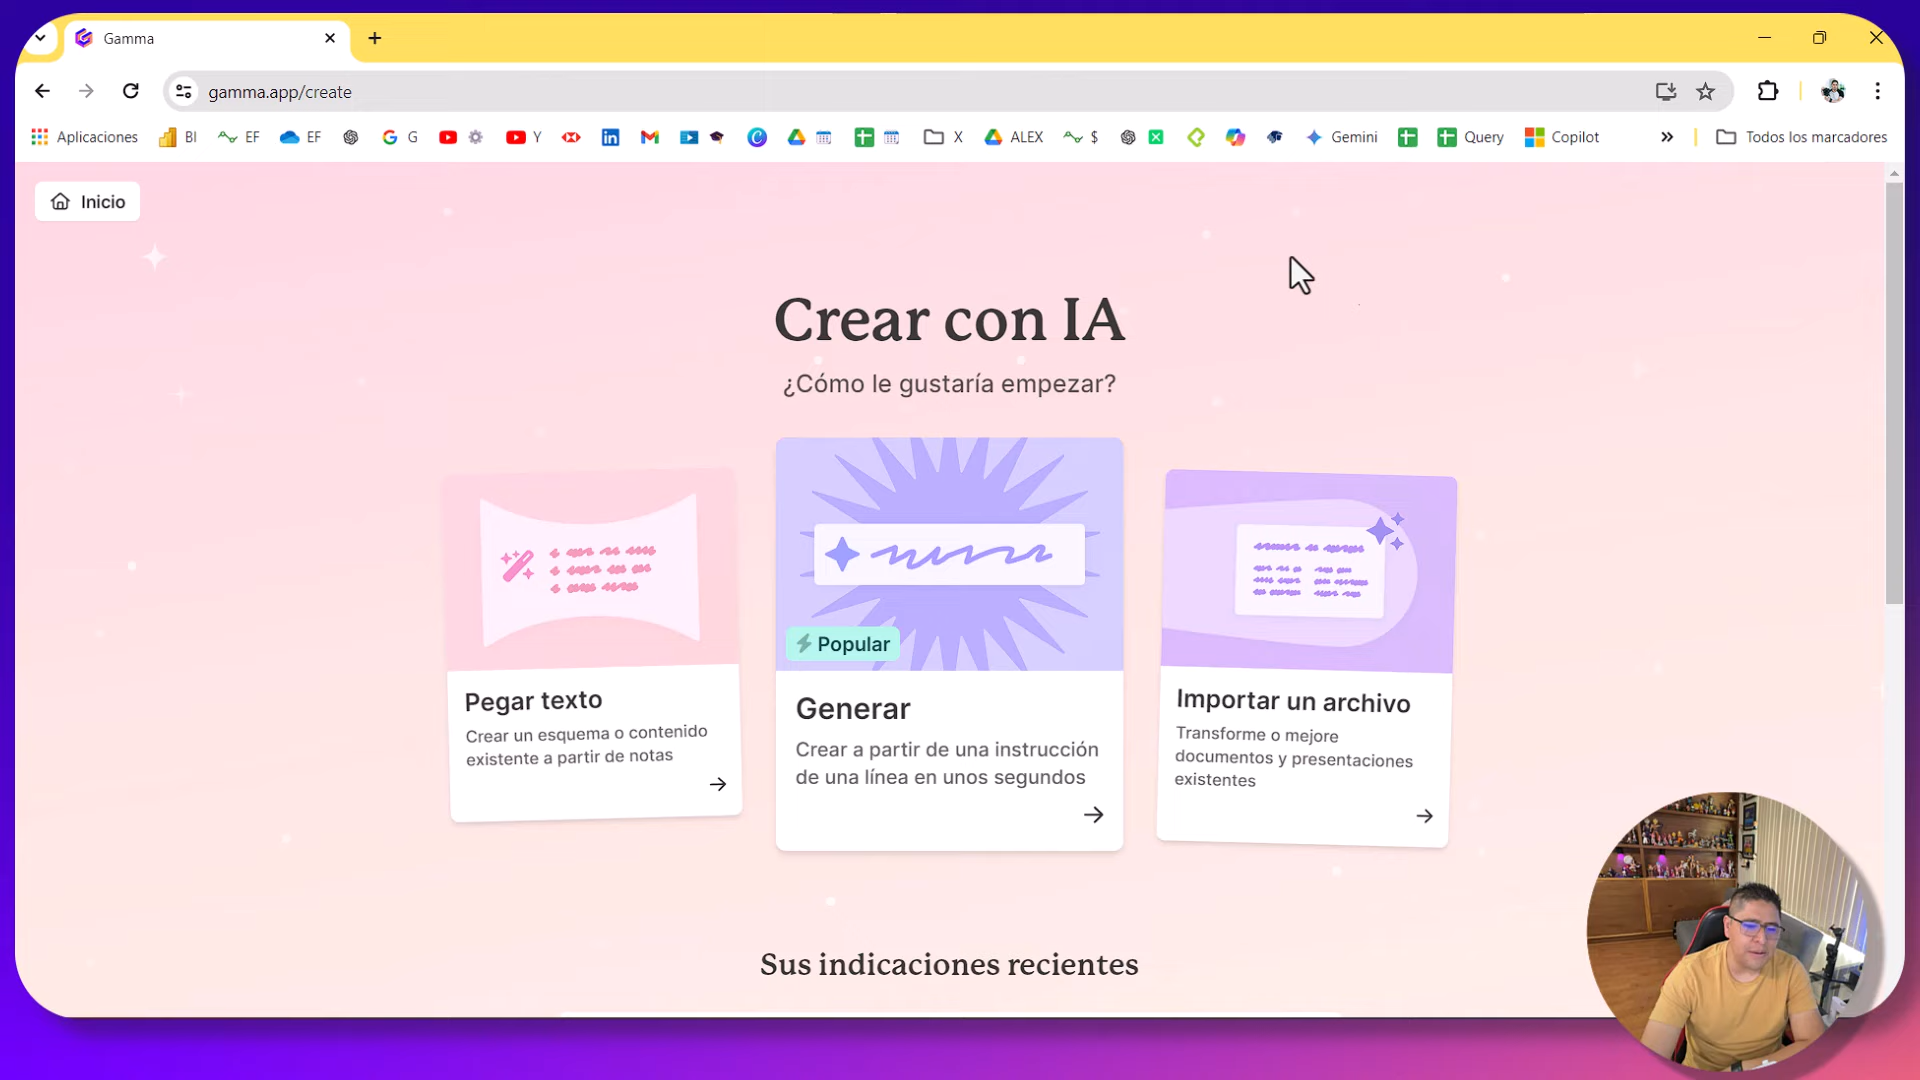 Gamma
gamma.app/create
Aplicaciones BI EF EF G Y X ALEX $ Gemini Query Copilot » Todos los marcadores
Inicio
Crear con IA
¿Cómo le gustaría empezar?
Popular
Pegar texto
Crear un esquema o contenido
existente a partir de notas
Generar
Crear a partir de una instrucción
de una línea en unos segundos
Importar un archivo
Transforme o mejore
documentos y presentaciones
existentes
Sus indicaciones recientes